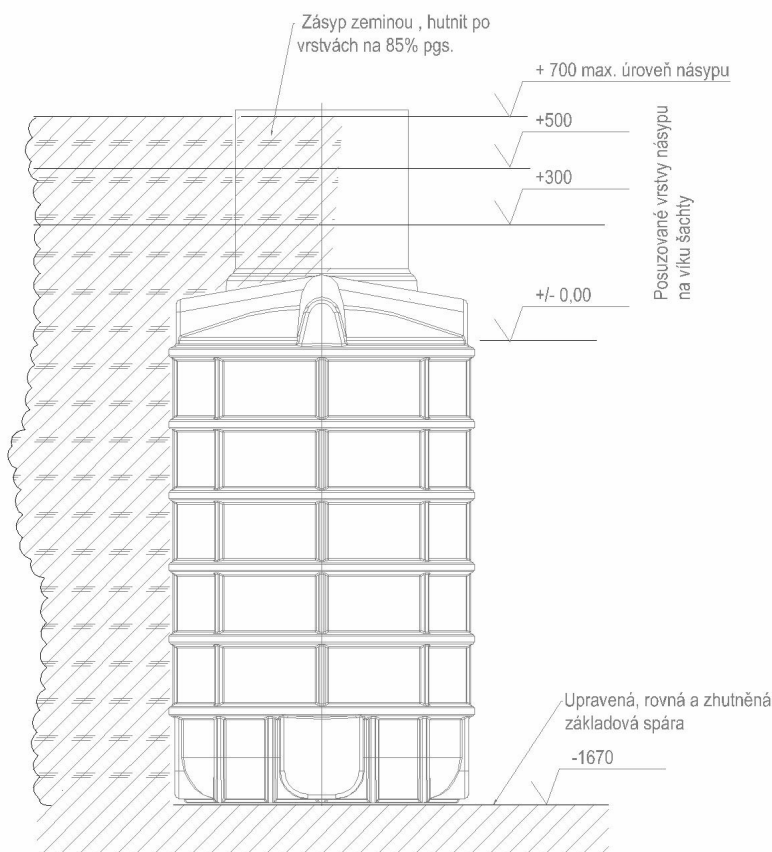 Zásyp zeminou , hutnit po
vrstvách na 85% pgs.
+ 700 max. úroveň násypu
+500
+300
Posuzované vrstvy násypu
na víku šachty
+/- 0,00
Upravená, rovná a zhutněná
základová spára
-1670